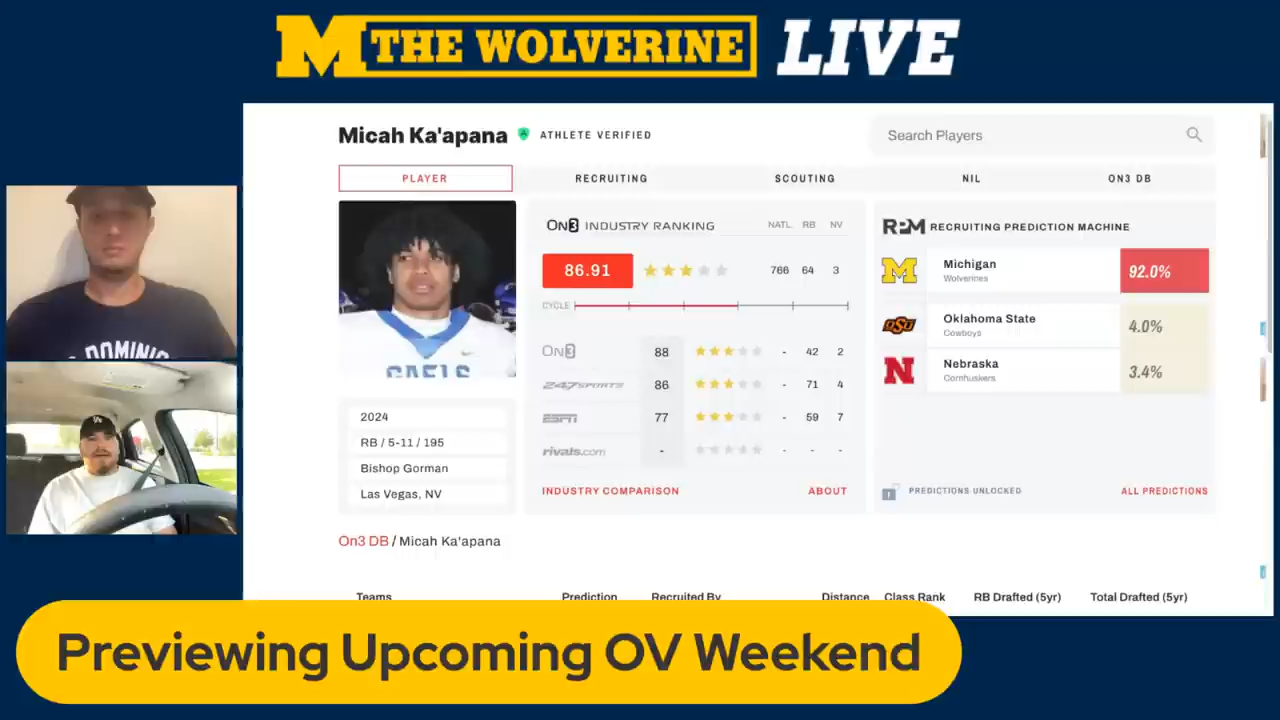 M THE WOLVERINE LIVE
Micah Ka'apana ATHLETE VERIFIED
Search Players
PLAYER RECRUITING SCOUTING NIL ON3 DB
On3 INDUSTRY RANKING NATL RB NV
86.91 766 64 3
CYCLE
On3 88 - 42 2
247SPORTS 86 - 71 4
ESPN 77 - 59 7
rivals.com - - - -
INDUSTRY COMPARISON ABOUT
RPM RECRUITING PREDICTION MACHINE
M Michigan 92.0%
Wolverines
OSU Oklahoma State 4.0%
Cowboys
N Nebraska 3.4%
Cornhuskers
PREDICTIONS UNLOCKED ALL PREDICTIONS
GAELS
2024
RB / 5-11 / 195
Bishop Gorman
Las Vegas, NV
On3 DB / Micah Ka'apana
Teams Prediction Recruited By Distance Class Rank RB Drafted (5yr) Total Drafted (5yr)
DOMINIC
LA
Previewing Upcoming OV Weekend